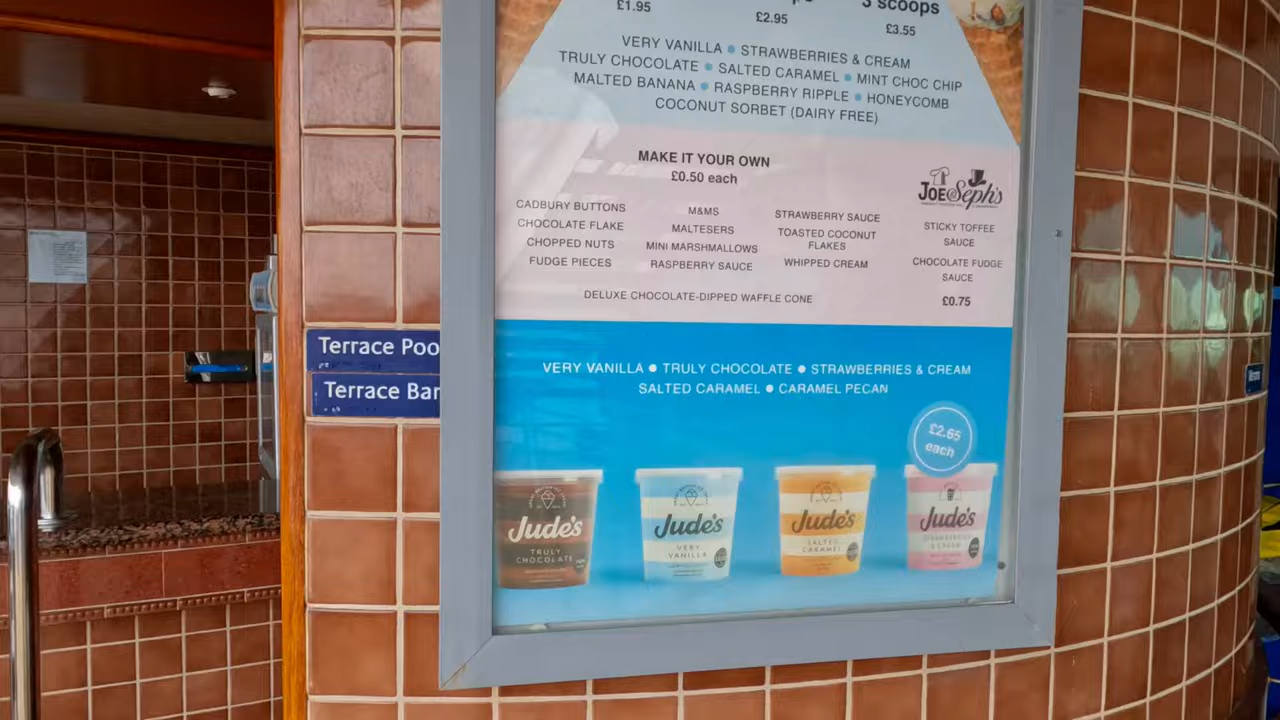 3 scoops
£1.95
£2.95
£3.55
VERY VANILLA ● STRAWBERRIES & CREAM
TRULY CHOCOLATE ● SALTED CARAMEL ● MINT CHOC CHIP
MALTED BANANA ● RASPBERRY RIPPLE ● HONEYCOMB
COCONUT SORBET (DAIRY FREE)
MAKE IT YOUR OWN
£0.50 each
CADBURY BUTTONS
CHOCOLATE FLAKE
CHOPPED NUTS
FUDGE PIECES
M&MS
MALTESERS
MINI MARSHMALLOWS
RASPBERRY SAUCE
STRAWBERRY SAUCE
TOASTED COCONUT
FLAKES
WHIPPED CREAM
JOE & Seph's
STICKY TOFFEE
SAUCE
CHOCOLATE FUDGE
SAUCE
£0.75
DELUXE CHOCOLATE-DIPPED WAFFLE CONE
Terrace Poo
Terrace Bar
VERY VANILLA ● TRULY CHOCOLATE ● STRAWBERRIES & CREAM
SALTED CARAMEL ● CARAMEL PECAN
£2.65
each
Jude's
TRULY
CHOCOLATE
Jude's
VERY
VANILLA
Jude's
SALTED
CARAMEL
Jude's
STRAWBERRIES
& CREAM